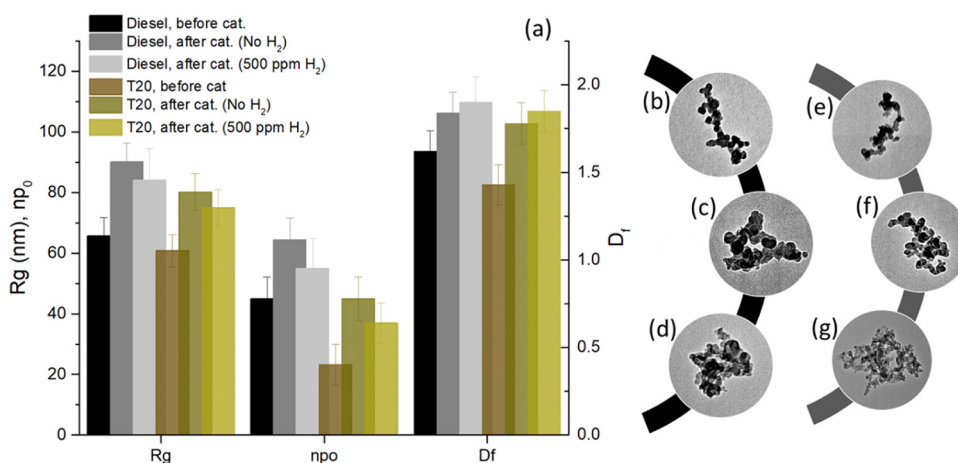 Diesel, before cat.
Diesel, after cat. (No H₂)
Diesel, after cat. (500 ppm H₂)
T20, before cat
T20, after cat. (No H₂)
T20, after cat. (500 ppm H₂)
(a)
Rg (nm), np₀
120
100
80
60
40
20
0
2.0
1.5
1.0
0.5
0.0
D_f
Rg
npo
Df
(b)
(c)
(d)
(e)
(f)
(g)